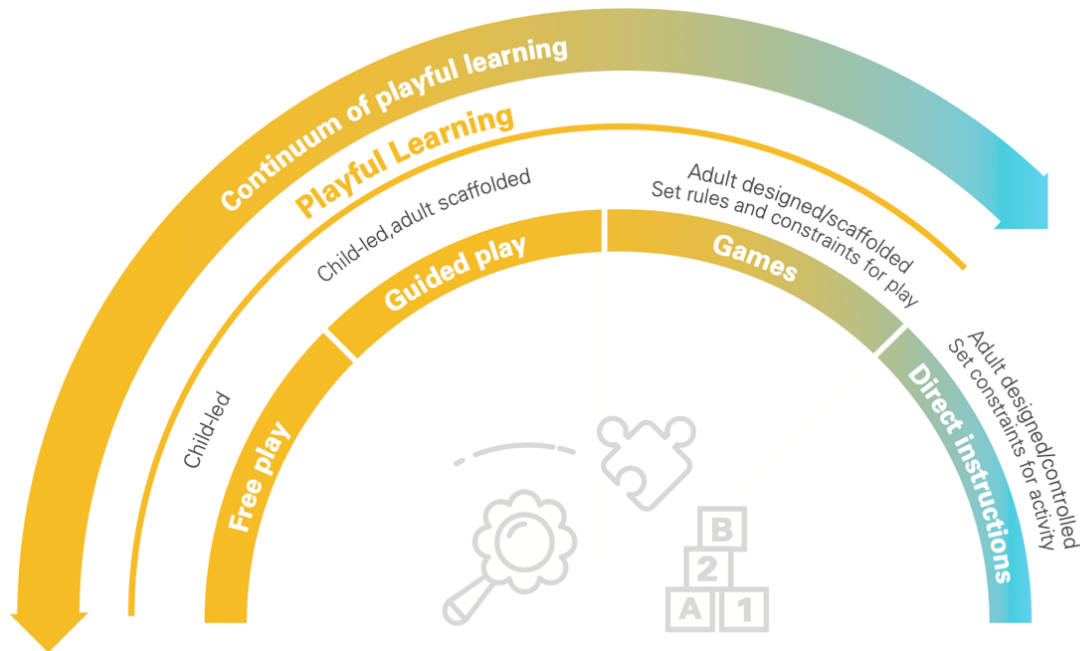 Continuum of playful learning
Playful Learning
Child-led
Child-led,adult scaffolded
Adult designed/scaffolded
Set rules and constraints for play
Adult designed/controlled
Set constraints for activity
Free play
Guided play
Games
Direct instructions
B
2
A 1